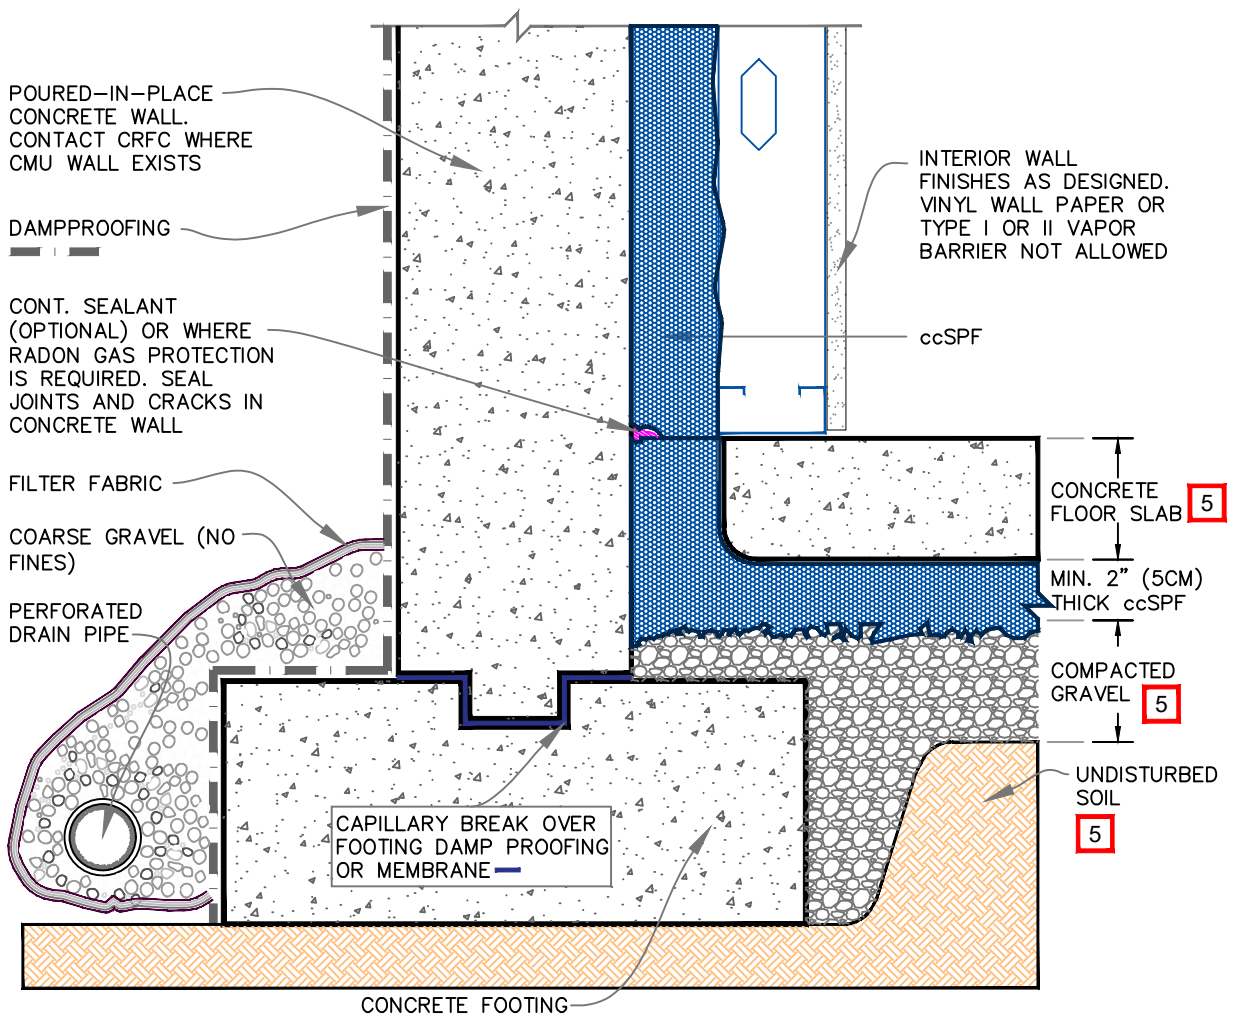 POURED-IN-PLACE
CONCRETE WALL.
CONTACT CRFC WHERE
CMU WALL EXISTS
DAMPPROOFING
CONT. SEALANT
(OPTIONAL) OR WHERE
RADON GAS PROTECTION
IS REQUIRED. SEAL
JOINTS AND CRACKS IN
CONCRETE WALL
FILTER FABRIC
COARSE GRAVEL (NO
FINES)
PERFORATED
DRAIN PIPE
INTERIOR WALL
FINISHES AS DESIGNED.
VINYL WALL PAPER OR
TYPE I OR II VAPOR
BARRIER NOT ALLOWED
ccSPF
CONCRETE
FLOOR SLAB 5
MIN. 2" (5CM)
THICK ccSPF
COMPACTED
GRAVEL 5
UNDISTURBED
SOIL
5
CAPILLARY BREAK OVER
FOOTING DAMP PROOFING
OR MEMBRANE
CONCRETE FOOTING